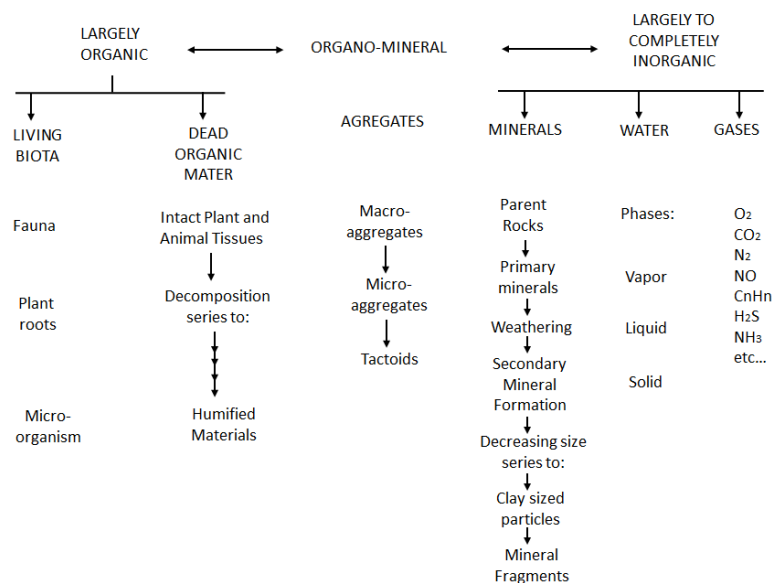 LARGELY
ORGANIC
ORGANO-MINERAL
LARGELY TO
COMPLETELY
INORGANIC
LIVING
BIOTA
DEAD
ORGANIC
MATER
AGREGATES
MINERALS
WATER
GASES
Fauna
Plant
roots
Micro-
organism
Intact Plant and
Animal Tissues
Decomposition
series to:
Humified
Materials
Macro-
aggregates
Micro-
aggregates
Tactoids
Parent
Rocks
Primary
minerals
Weathering
Secondary
Mineral
Formation
Decreasing size
series to:
Clay sized
particles
Mineral
Fragments
Phases:
Vapor
Liquid
Solid
O2
CO2
N2
NO
CnHn
H2S
NH3
etc...